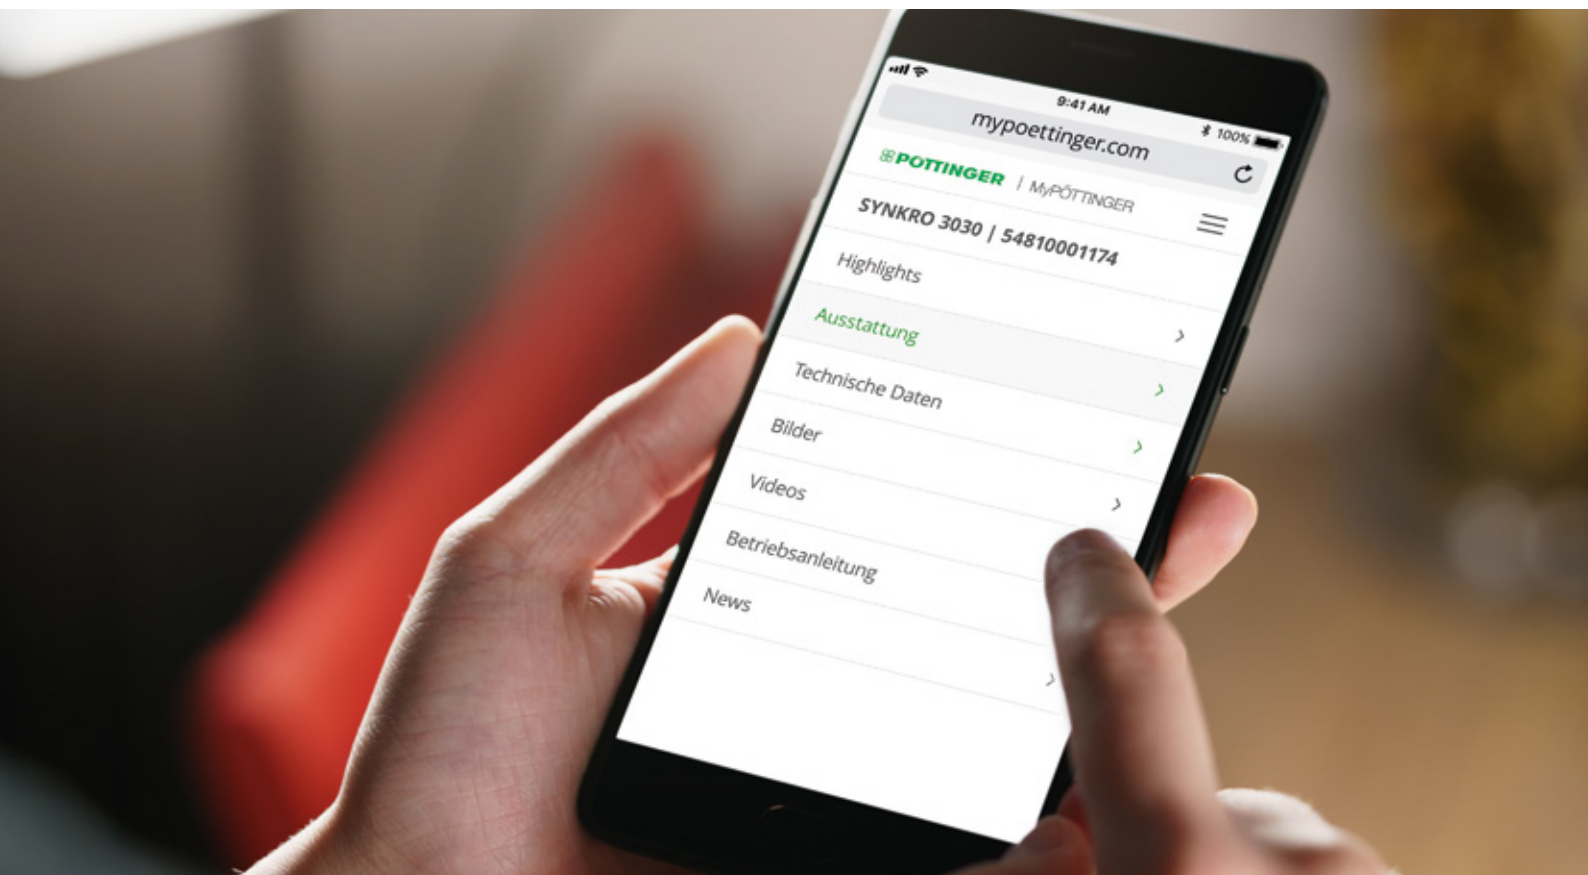 9:41 AM
100%
mypoettinger.com
PÖTTINGER | MyPÖTTINGER
SYNKRO 3030 | 54810001174
Highlights
Ausstattung
Technische Daten
Bilder
Videos
Betriebsanleitung
News